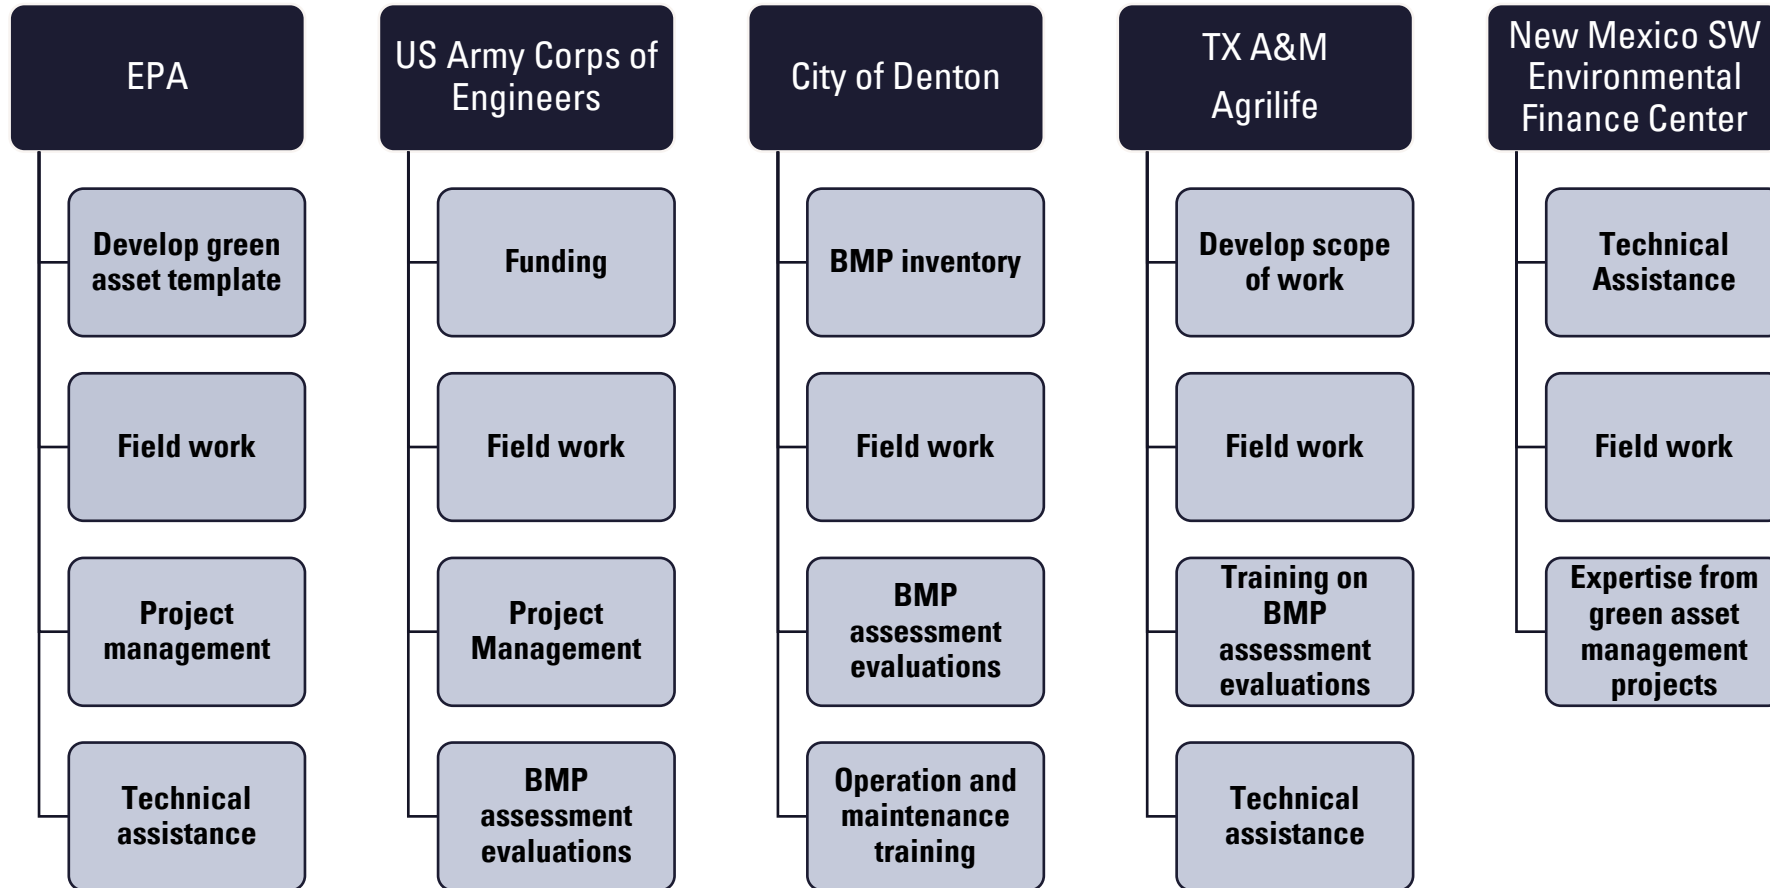 EPA
Develop green
asset template
Field work
Project
management
Technical
assistance
US Army Corps of
Engineers
Funding
Field work
Project
Management
BMP
assessment
evaluations
City of Denton
BMP inventory
Field work
BMP
assessment
evaluations
Operation and
maintenance
training
TX A&M
Agrilife
Develop scope
of work
Field work
Training on
BMP
assessment
evaluations
Technical
assistance
New Mexico SW
Environmental
Finance Center
Technical
Assistance
Field work
Expertise from
green asset
management
projects